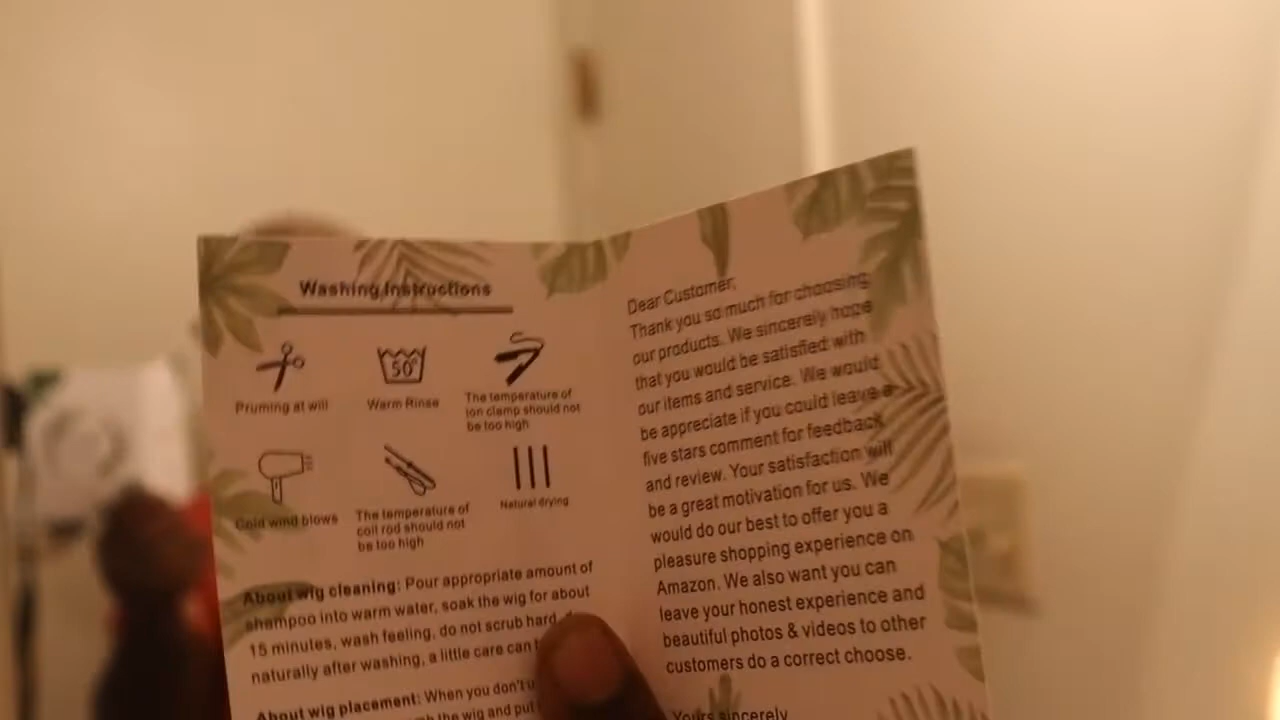 Washing Instructions
Pruming at will
50°
Warm Rinse
The temperature of
ion clamp should not
be too high
Cold wind blows
The temperature of
coil rod should not
be too high
Natural drying
About wig cleaning: Pour appropriate amount of
shampoo into warm water, soak the wig for about
15 minutes, wash feeling, do not scrub hard,
naturally after washing, a little care can
About wig placement: When you don't
the wig and put
Dear Customer,
Thank you so much for choosing
our products. We sincerely hope
that you would be satisfied with
our items and service. We would
be appreciate if you could leave a
five stars comment for feedback
and review. Your satisfaction will
be a great motivation for us. We
would do our best to offer you a
pleasure shopping experience on
Amazon. We also want you can
leave your honest experience and
beautiful photos & videos to other
customers do a correct choose.
Yours sincerely